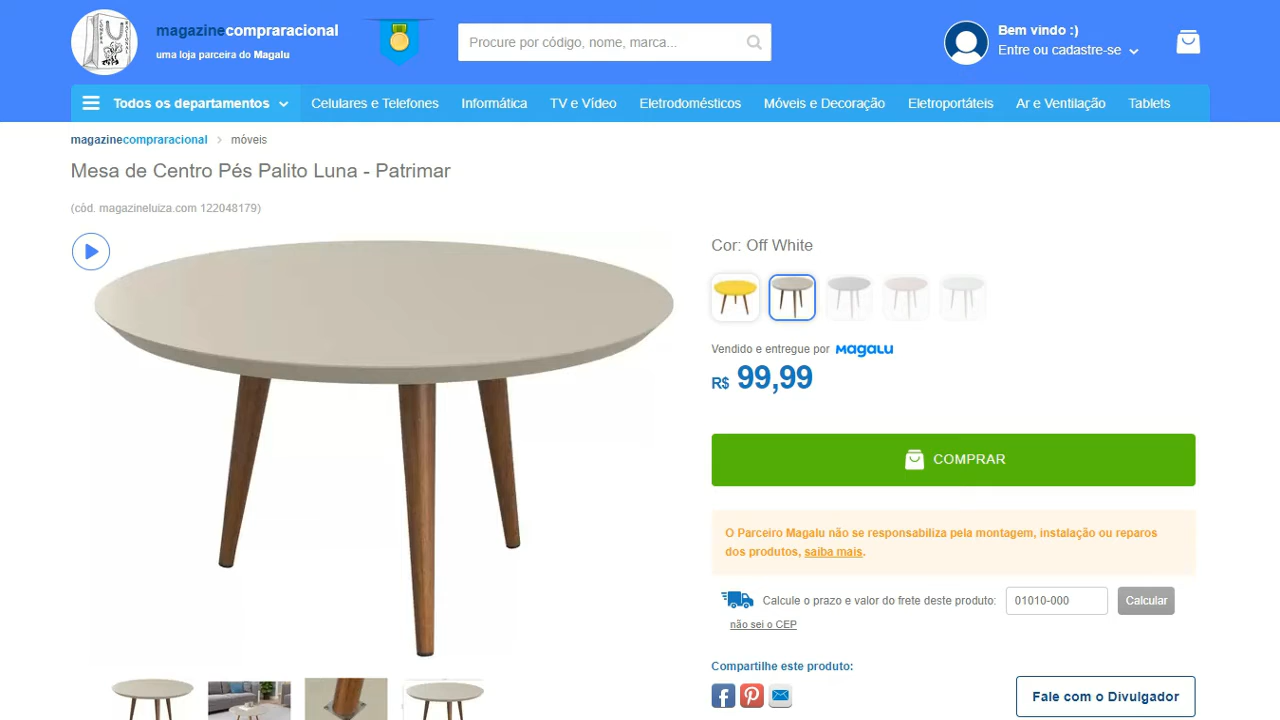 magazinecompraracional
uma loja parceira do Magalu
Procure por código, nome, marca...
Bem vindo :)
Entre ou cadastre-se
Todos os departamentos
Celulares e Telefones
Informática
TV e Vídeo
Eletrodomésticos
Móveis e Decoração
Eletroportáteis
Ar e Ventilação
Tablets
magazinecompraracional > móveis
Mesa de Centro Pés Palito Luna - Patrimar
(cód. magazineluiza.com 122048179)
Cor: Off White
Vendido e entregue por Magalu
R$ 99,99
COMPRAR
O Parceiro Magalu não se responsabiliza pela montagem, instalação ou reparos
dos produtos, saiba mais.
Calcule o prazo e valor do frete deste produto: 01010-000 Calcular
não sei o CEP
Compartilhe este produto:
Fale com o Divulgador